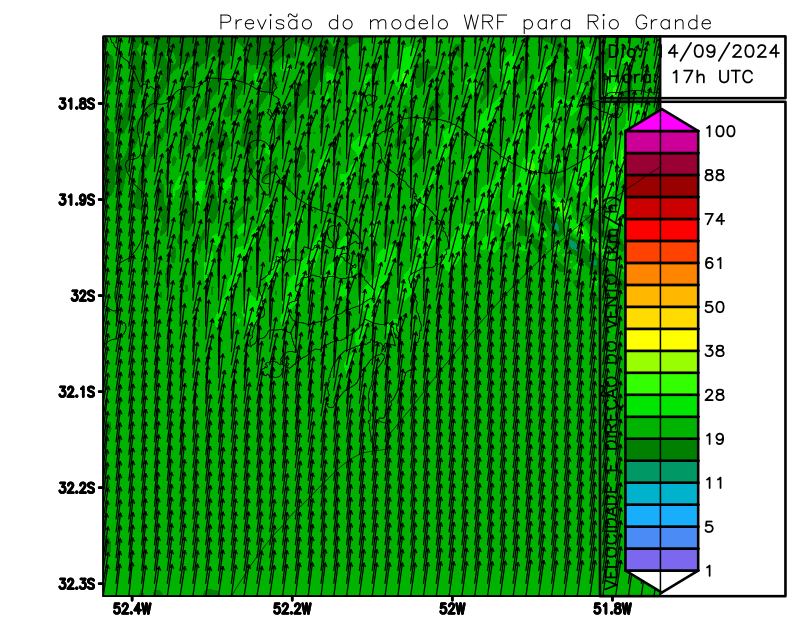 Previsão do modelo WRF para Rio Grande
Dia: 4/09/2024
Hora: 17h UTC
31.8S
31.9S
32S
32.1S
32.2S
32.3S
52.4W
52.2W
52W
51.8W
VELOCIDADE E DIREÇÃO DO VENTO (km/h)
100
88
74
61
50
38
28
19
11
5
1